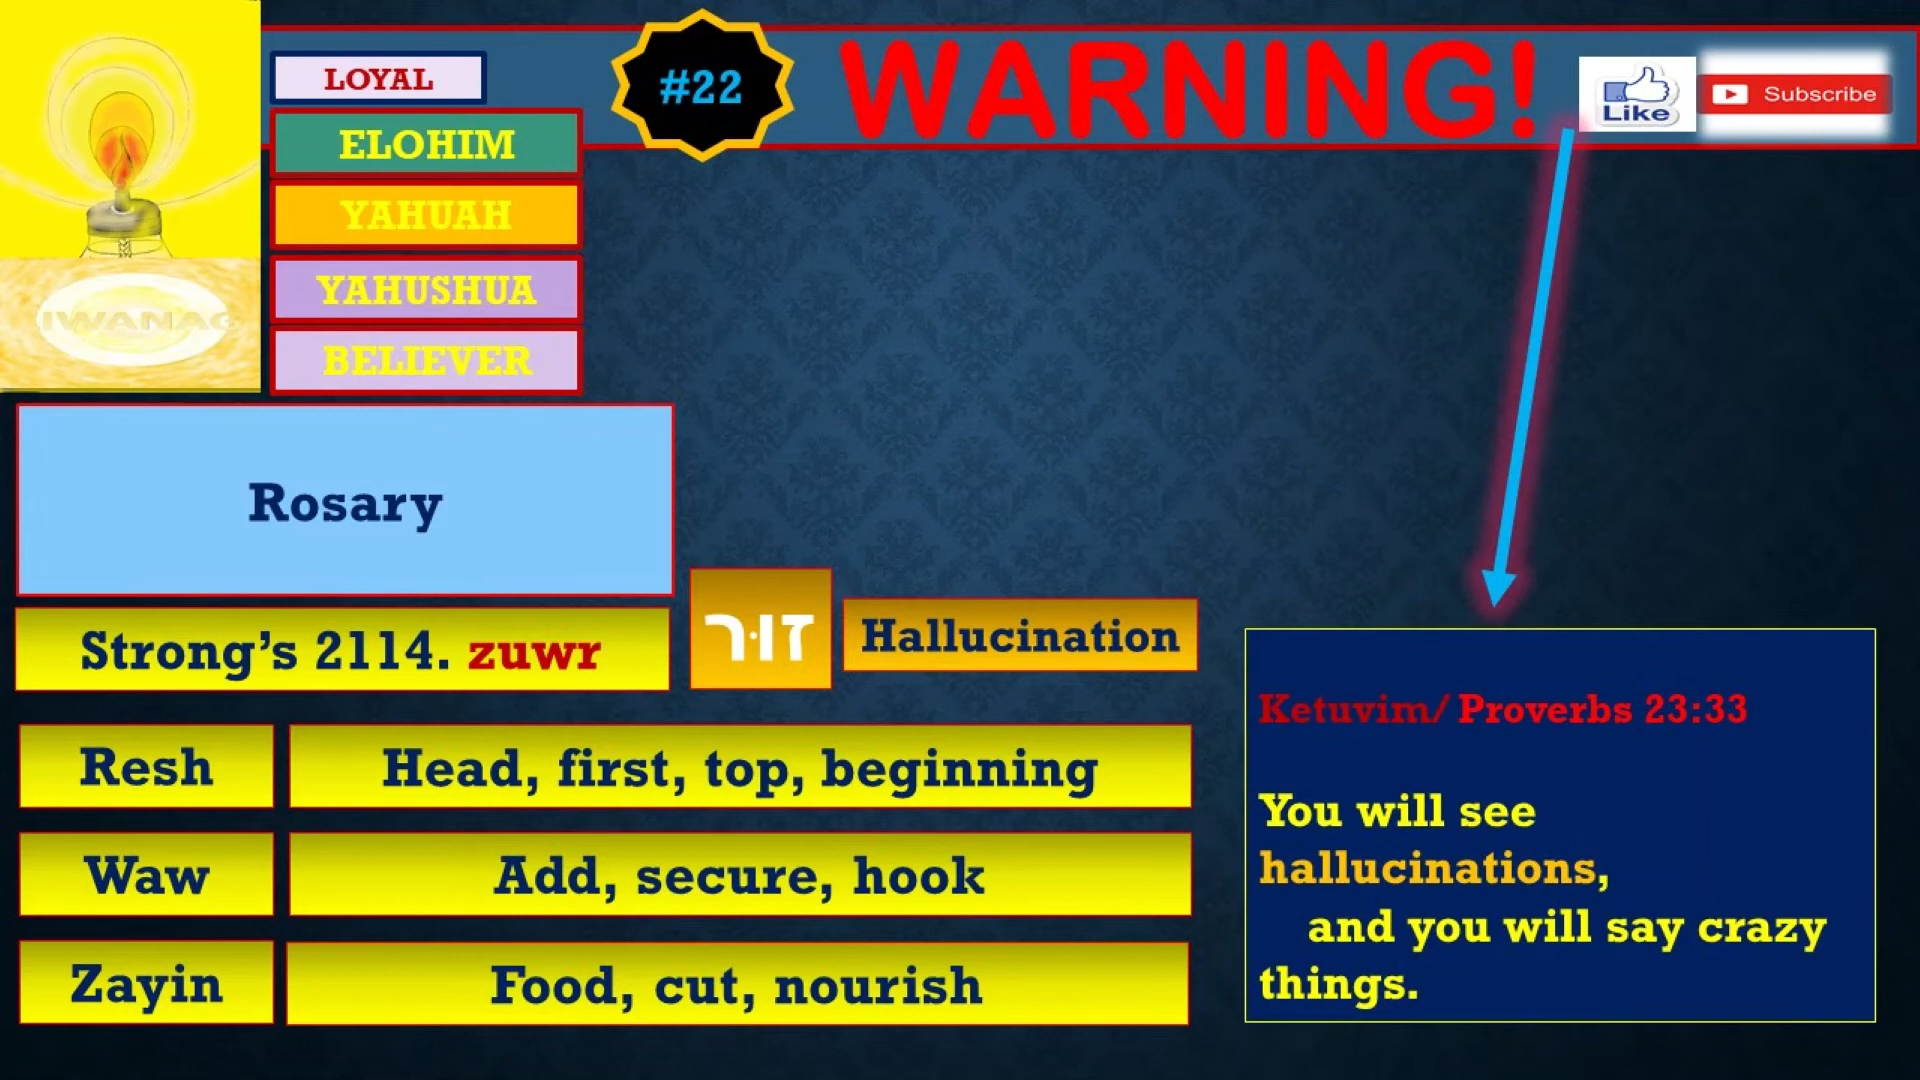 LOYAL
ELOHIM
YAHUAH
YAHUSHUA
BELIEVER
#22
WARNING!
Like
Subscribe
IWANAG
Rosary
Strong's 2114. zuwr
זּור
Hallucination
Resh
Head, first, top, beginning
Waw
Add, secure, hook
Zayin
Food, cut, nourish
Ketuvim/ Proverbs 23:33
You will see
hallucinations,
and you will say crazy
things.